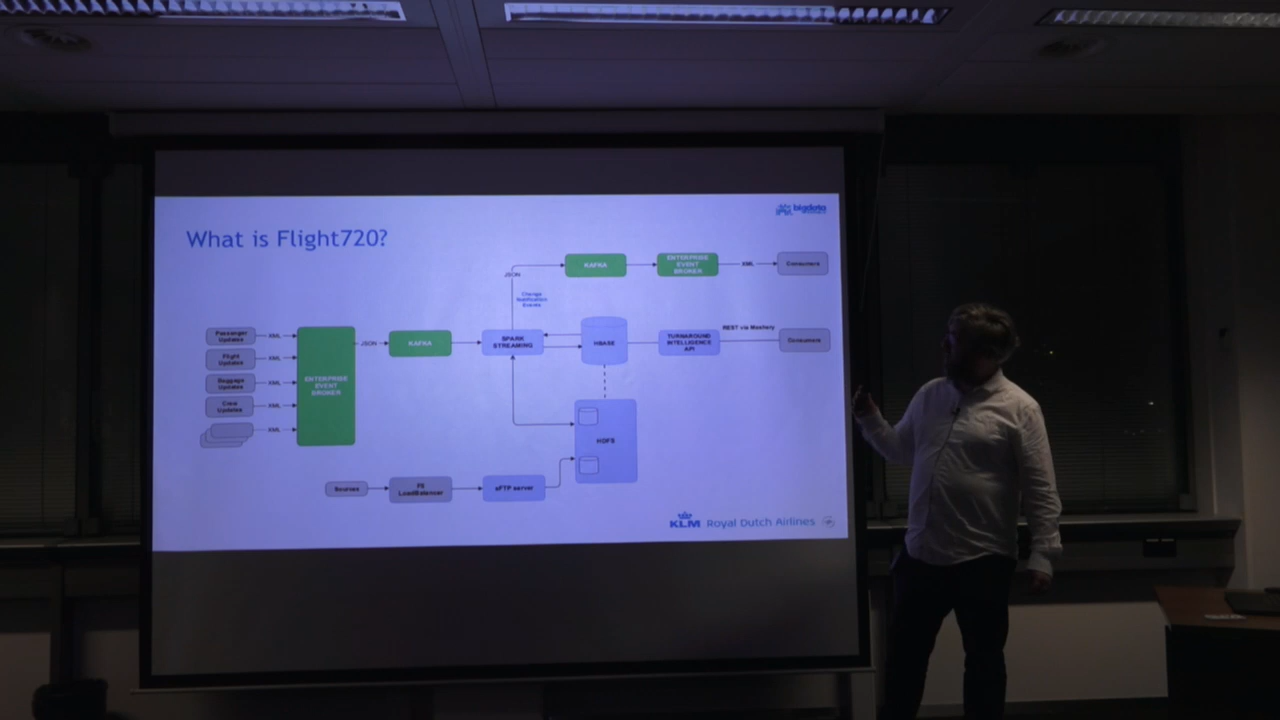 bigdata
What is Flight720?
KAFKA
ENTERPRISE
EVENT
BROKER
XML
Consumers
JSON
Change
Notification
Events
Passenger
Updates
XML
Flight
Updates
XML
Baggage
Updates
XML
Crew
Updates
XML
XML
ENTERPRISE
EVENT
BROKER
JSON
KAFKA
SPARK
STREAMING
HBASE
TURNAROUND
INTELLIGENCE
API
REST via Mashery
Consumers
HDFS
Sources
F5
LoadBalancer
sFTP server
KLM Royal Dutch Airlines